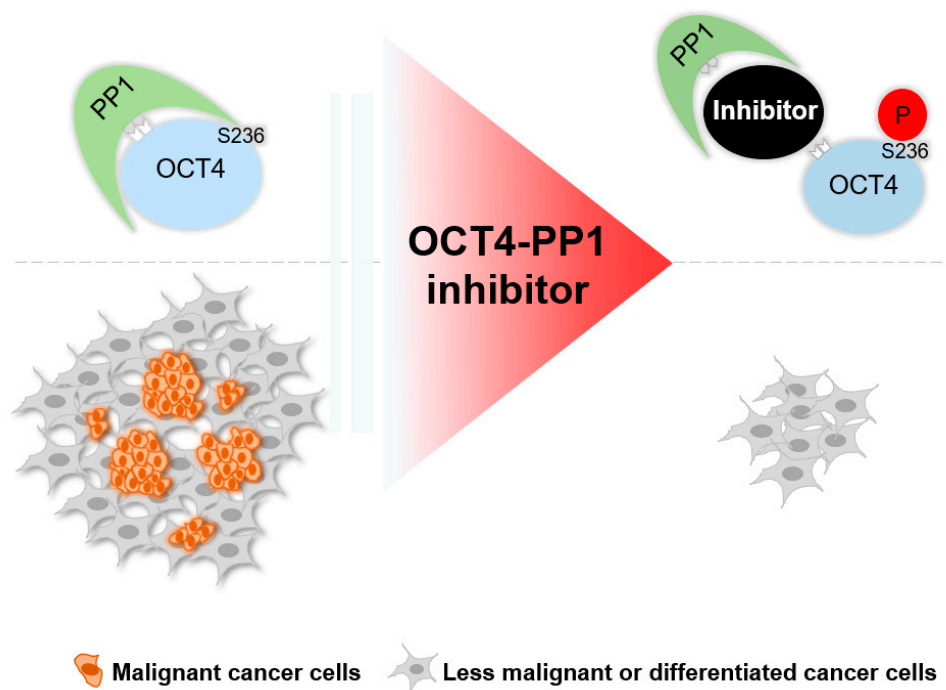 PP1
S236
OCT4
PP1
Inhibitor
P
S236
OCT4
OCT4-PP1
inhibitor
Malignant cancer cells
Less malignant or differentiated cancer cells